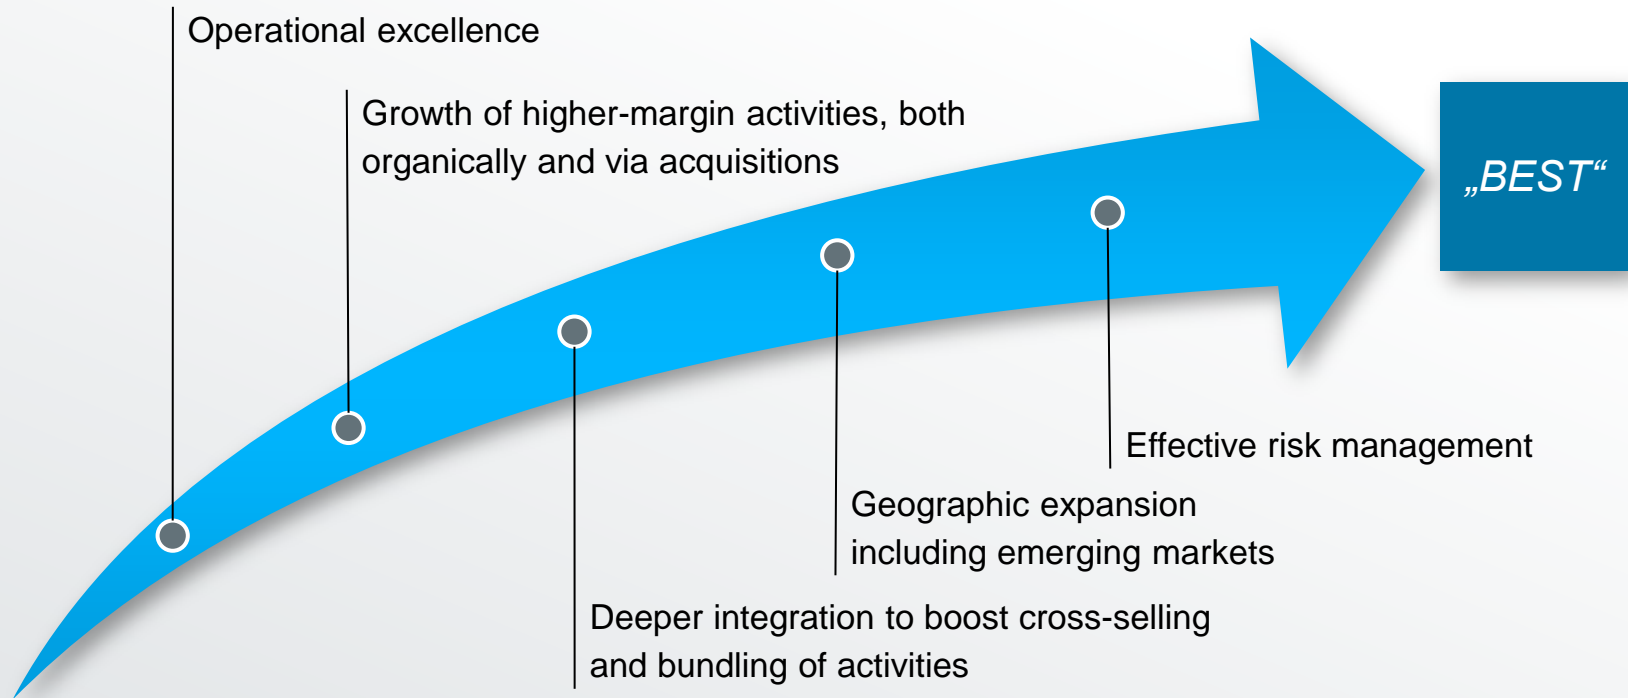 Operational excellence
Growth of higher-margin activities, both
organically and via acquisitions
„BEST“
Effective risk management
Geographic expansion
including emerging markets
Deeper integration to boost cross-selling
and bundling of activities